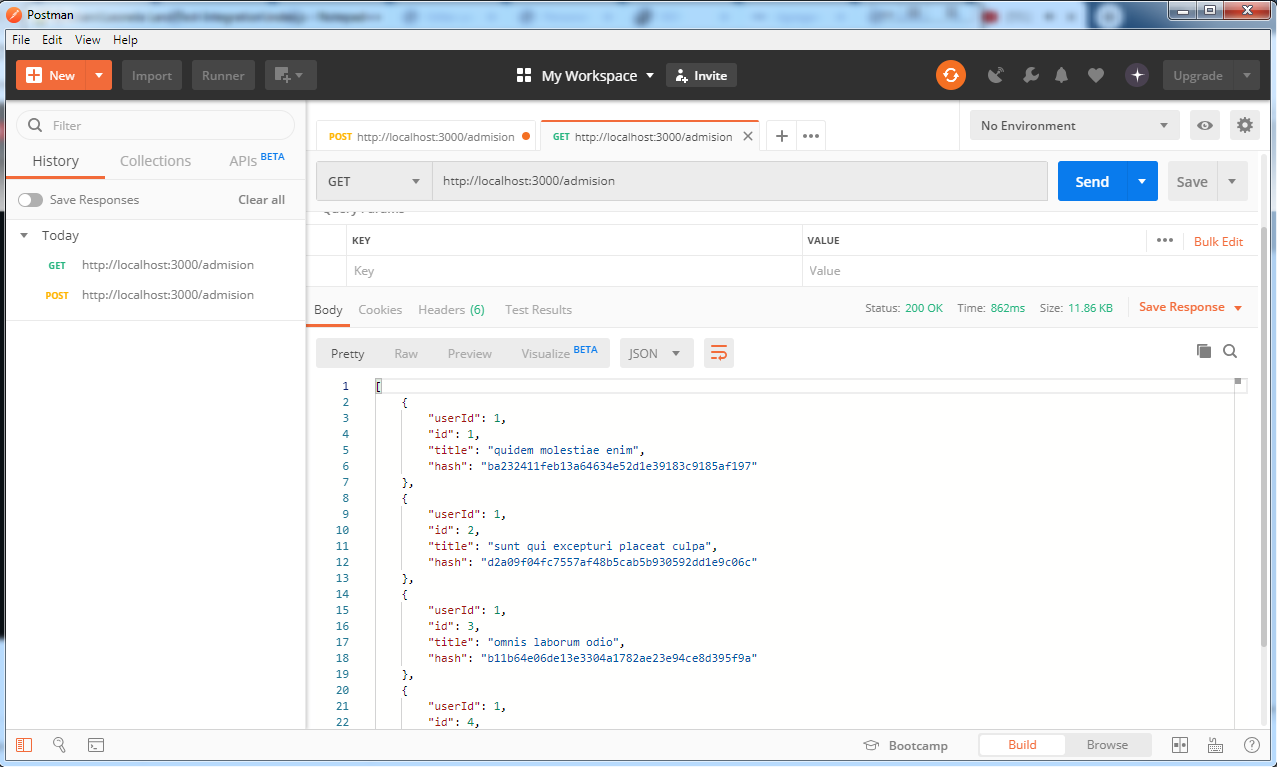 Postman
File Edit View Help
New Import Runner My Workspace Invite Upgrade
Filter
History Collections APIs BETA
Save Responses Clear all
Today
GET http://localhost:3000/admision
POST http://localhost:3000/admision
POST http://localhost:3000/admision GET http://localhost:3000/admision No Environment
GET http://localhost:3000/admision Send Save
Query Params
KEY VALUE Bulk Edit
Key Value
Body Cookies Headers (6) Test Results Status: 200 OK Time: 862ms Size: 11.86 KB Save Response
Pretty Raw Preview Visualize BETA JSON
1 [
2 {
3 "userId": 1,
4 "id": 1,
5 "title": "quidem molestiae enim",
6 "hash": "ba232411feb13a64634e52d1e39183c9185af197"
7 },
8 {
9 "userId": 1,
10 "id": 2,
11 "title": "sunt qui excepturi placeat culpa",
12 "hash": "d2a09f04fc7557af48b5cab5b930592dd1e9c06c"
13 },
14 {
15 "userId": 1,
16 "id": 3,
17 "title": "omnis laborum odio",
18 "hash": "b11b64e06de13e3304a1782ae23e94ce8d395f9a"
19 },
20 {
21 "userId": 1,
22 "id": 4,
Bootcamp Build Browse